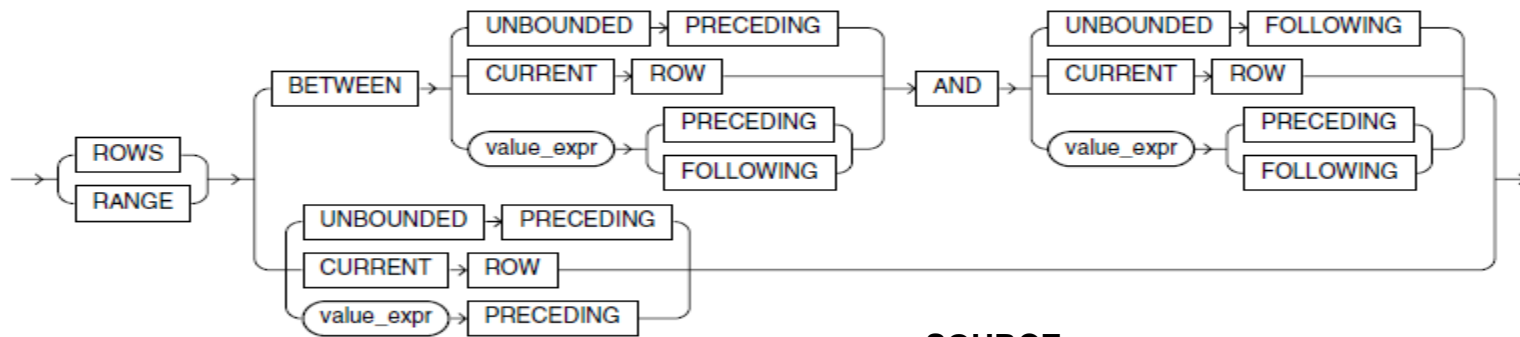 UNBOUNDED PRECEDING UNBOUNDED FOLLOWING
CURRENT ROW CURRENT ROW
BETWEEN AND
value_expr PRECEDING value_expr PRECEDING
FOLLOWING FOLLOWING
ROWS
RANGE
UNBOUNDED PRECEDING
CURRENT ROW
value_expr PRECEDING